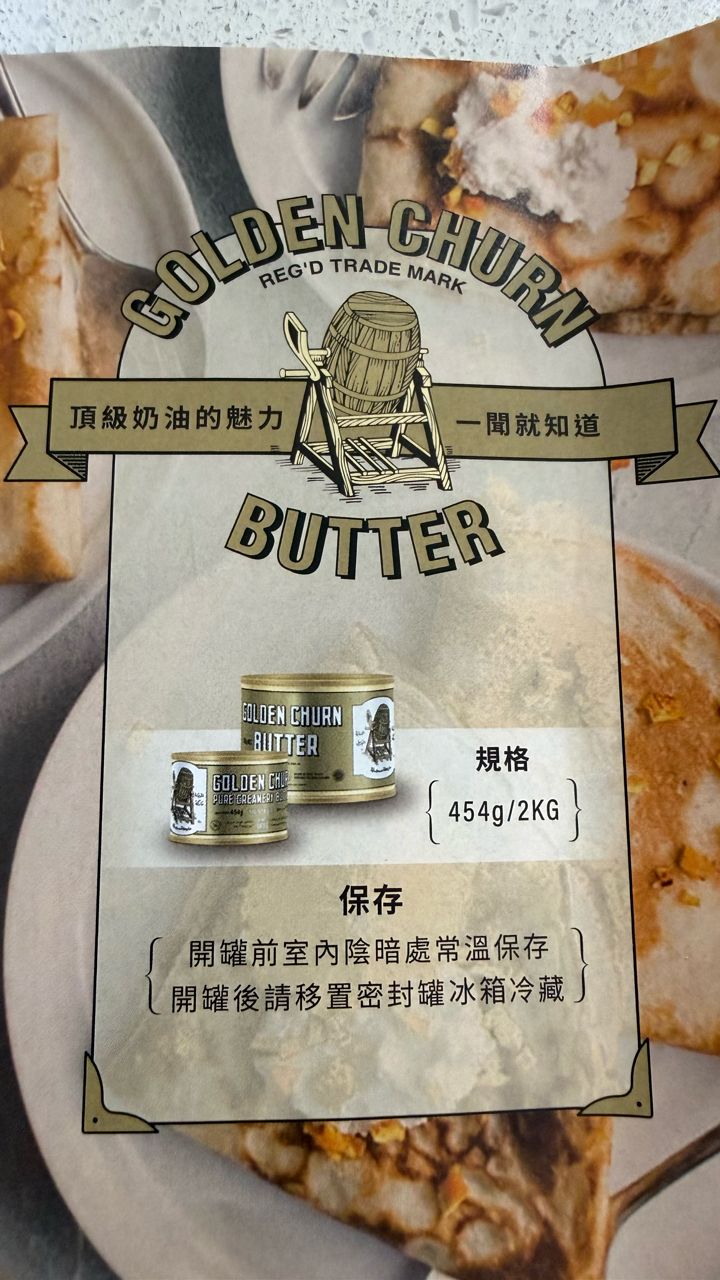 GOLDEN CHURN
REG'D TRADE MARK
頂級奶油的魅力 一聞就知道
BUTTER
GOLDEN CHURN
BUTTER
GOLDEN CHU
PURE CREAMERY
454g
規格
454g/2KG
保存
開罐前室內陰暗處常溫保存
開罐後請移置密封罐冰箱冷藏